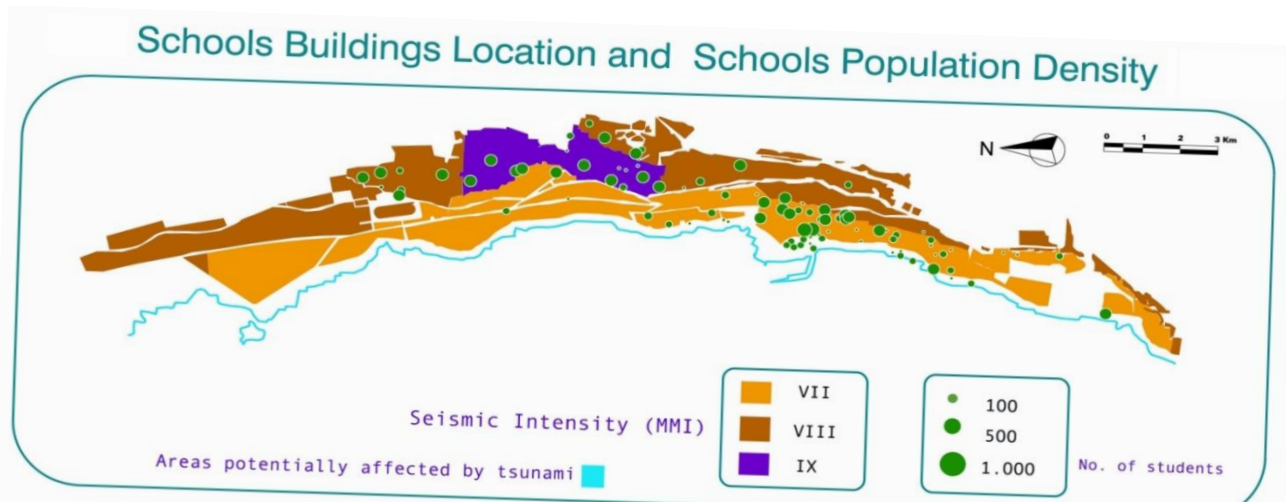 Schools Buildings Location and Schools Population Density
N
0 1 2 3 Km
Seismic Intensity (MMI)
VII
VIII
IX
Areas potentially affected by tsunami
100
500
1.000
No. of students